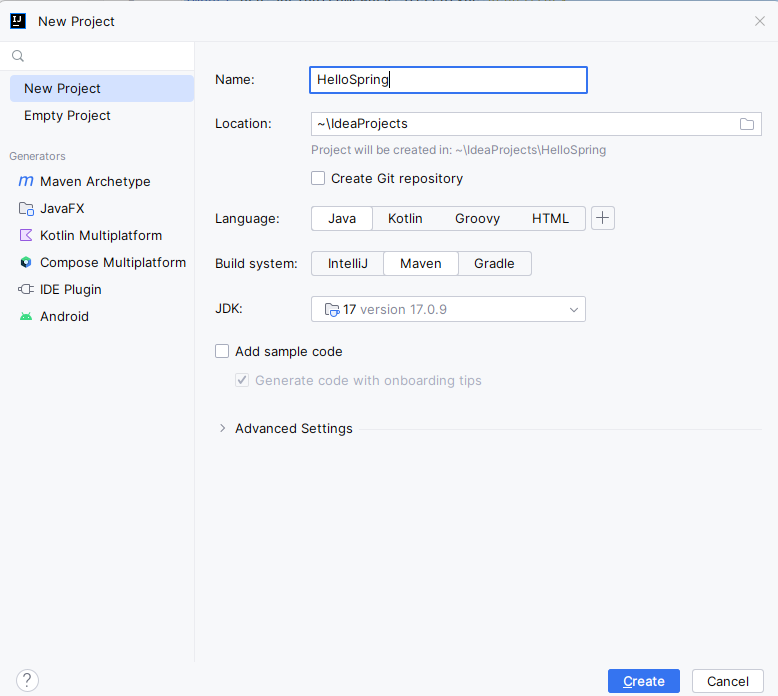 New Project
New Project
Empty Project
Generators
Maven Archetype
JavaFX
Kotlin Multiplatform
Compose Multiplatform
IDE Plugin
Android
Name: HelloSpring
Location: ~\IdeaProjects
Project will be created in: ~\IdeaProjects\HelloSpring
Create Git repository
Language: Java Kotlin Groovy HTML
Build system: IntelliJ Maven Gradle
JDK: 17 version 17.0.9
Add sample code
Generate code with onboarding tips
Advanced Settings
? Create Cancel